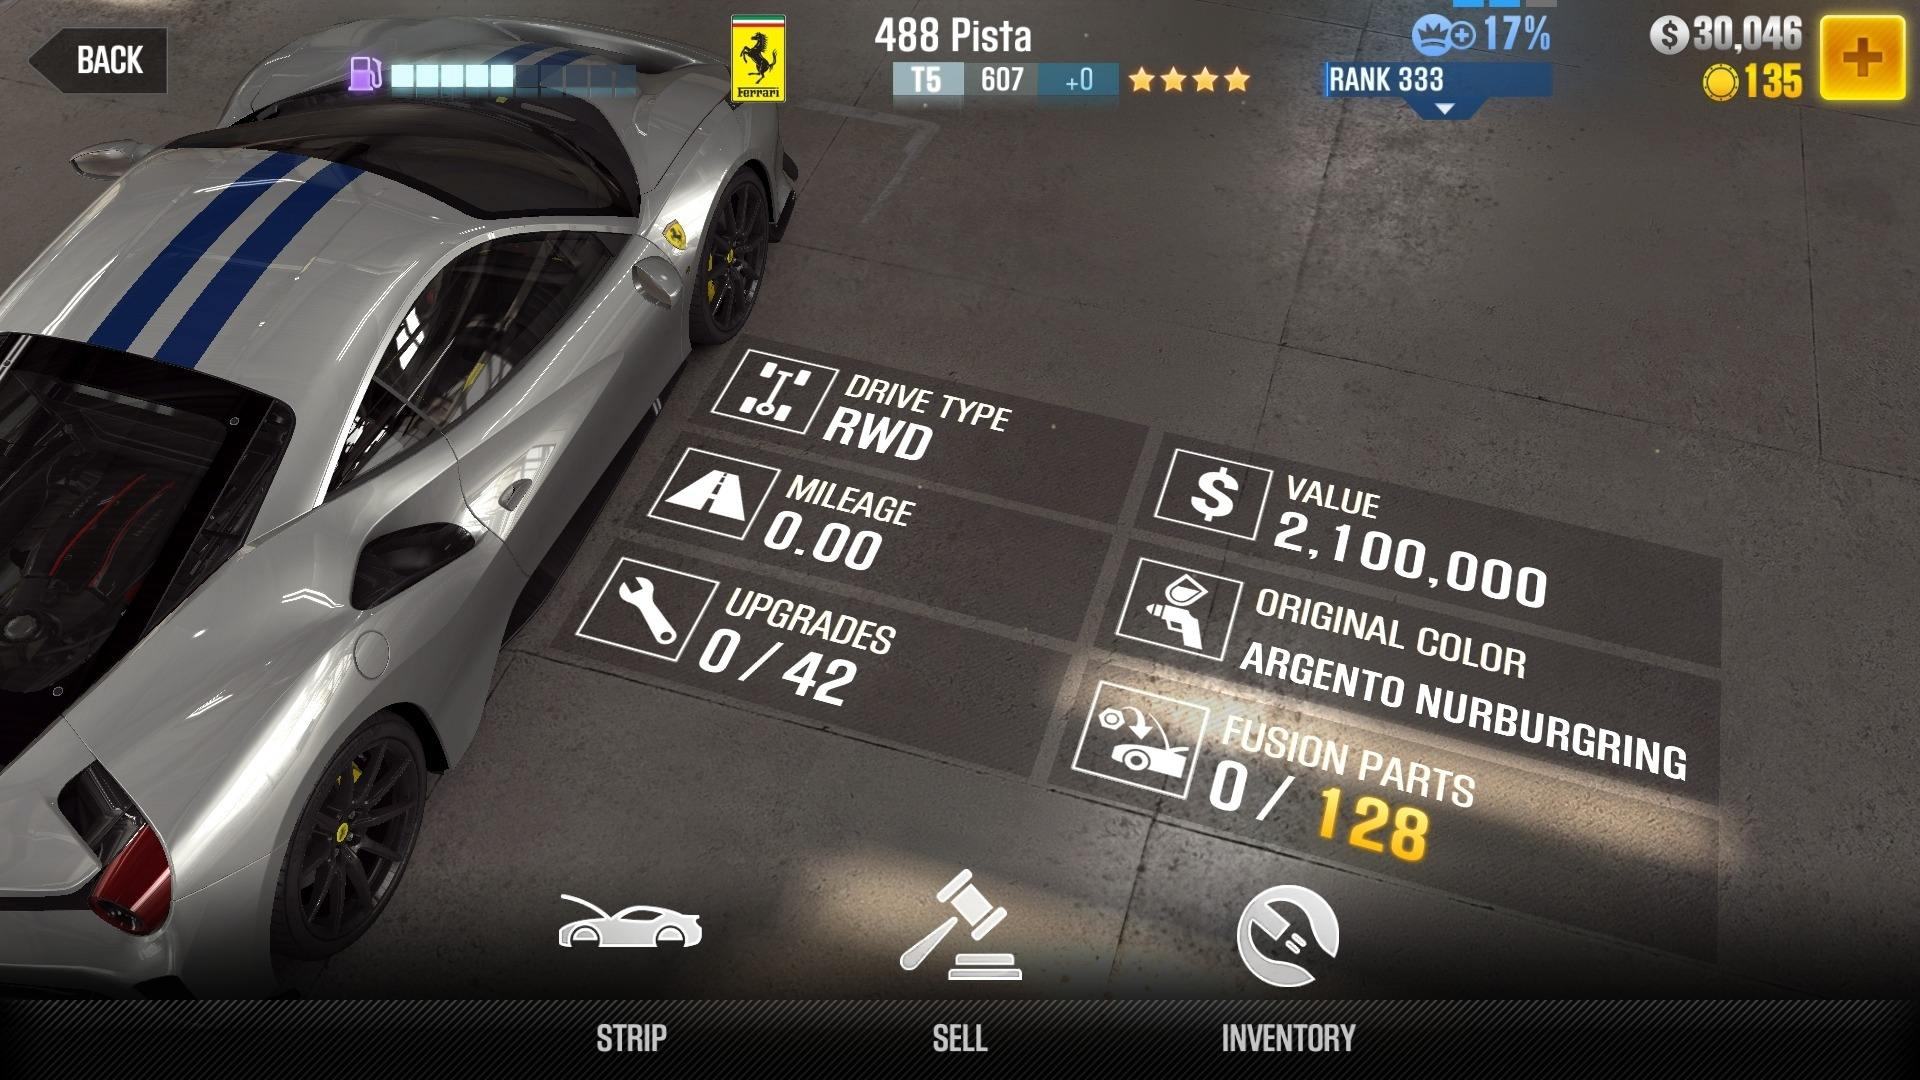 BACK
Ferrari
488 Pista
T5 607 +0
17%
RANK 333
$ 30,046
135
DRIVE TYPE
RWD
MILEAGE
0.00
UPGRADES
0/42
$ VALUE
2,100,000
ORIGINAL COLOR
ARGENTO NURBURGRING
FUSION PARTS
0/128
STRIP
SELL
INVENTORY